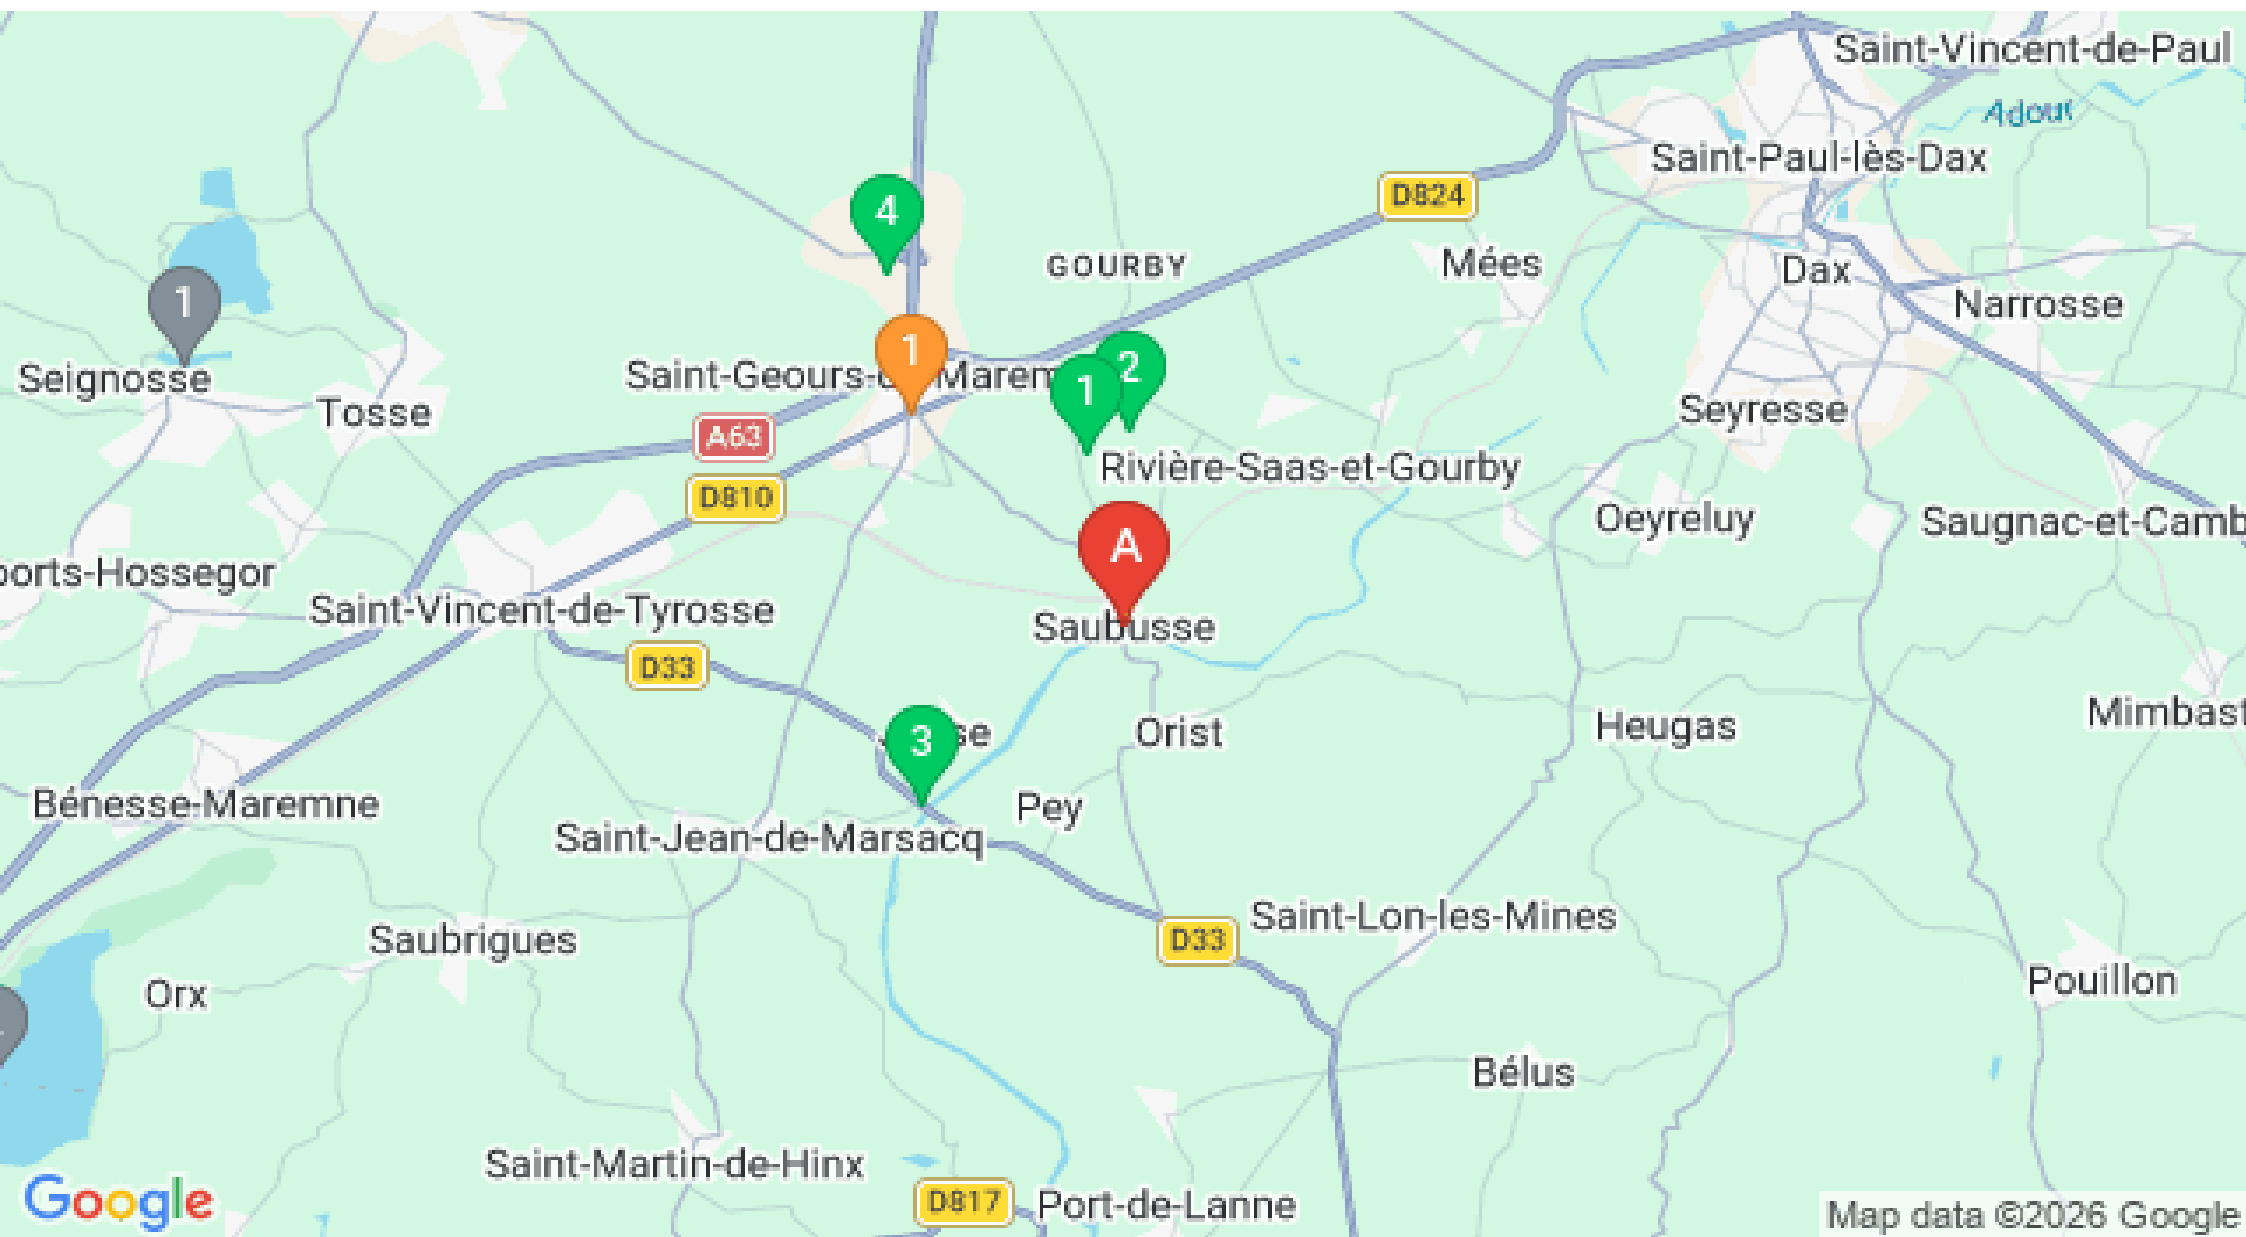 Saint-Vincent-de-Paul
Adour
Saint-Paul-lès-Dax
D824
4
GOURBY
Mées
Dax
Narrosse
1
Seignosse
Tosse
1
Saint-Geours-
Marem
1
2
A63
Seyresse
Rivière-Saas-et-Gourby
D810
Oeyreluy
Saugnac-et-Camb
A
orts-Hossegor
Saint-Vincent-de-Tyrosse
Saubusse
D33
3
se
Orist
Heugas
Mimbast
Bénesse-Maremne
Pey
Saint-Jean-de-Marsacq
Saubrigues
Saint-Lon-les-Mines
D33
Orx
Pouillon
Bélus
Saint-Martin-de-Hinx
Google
D817
Port-de-Lanne
Map data ©2026 Google